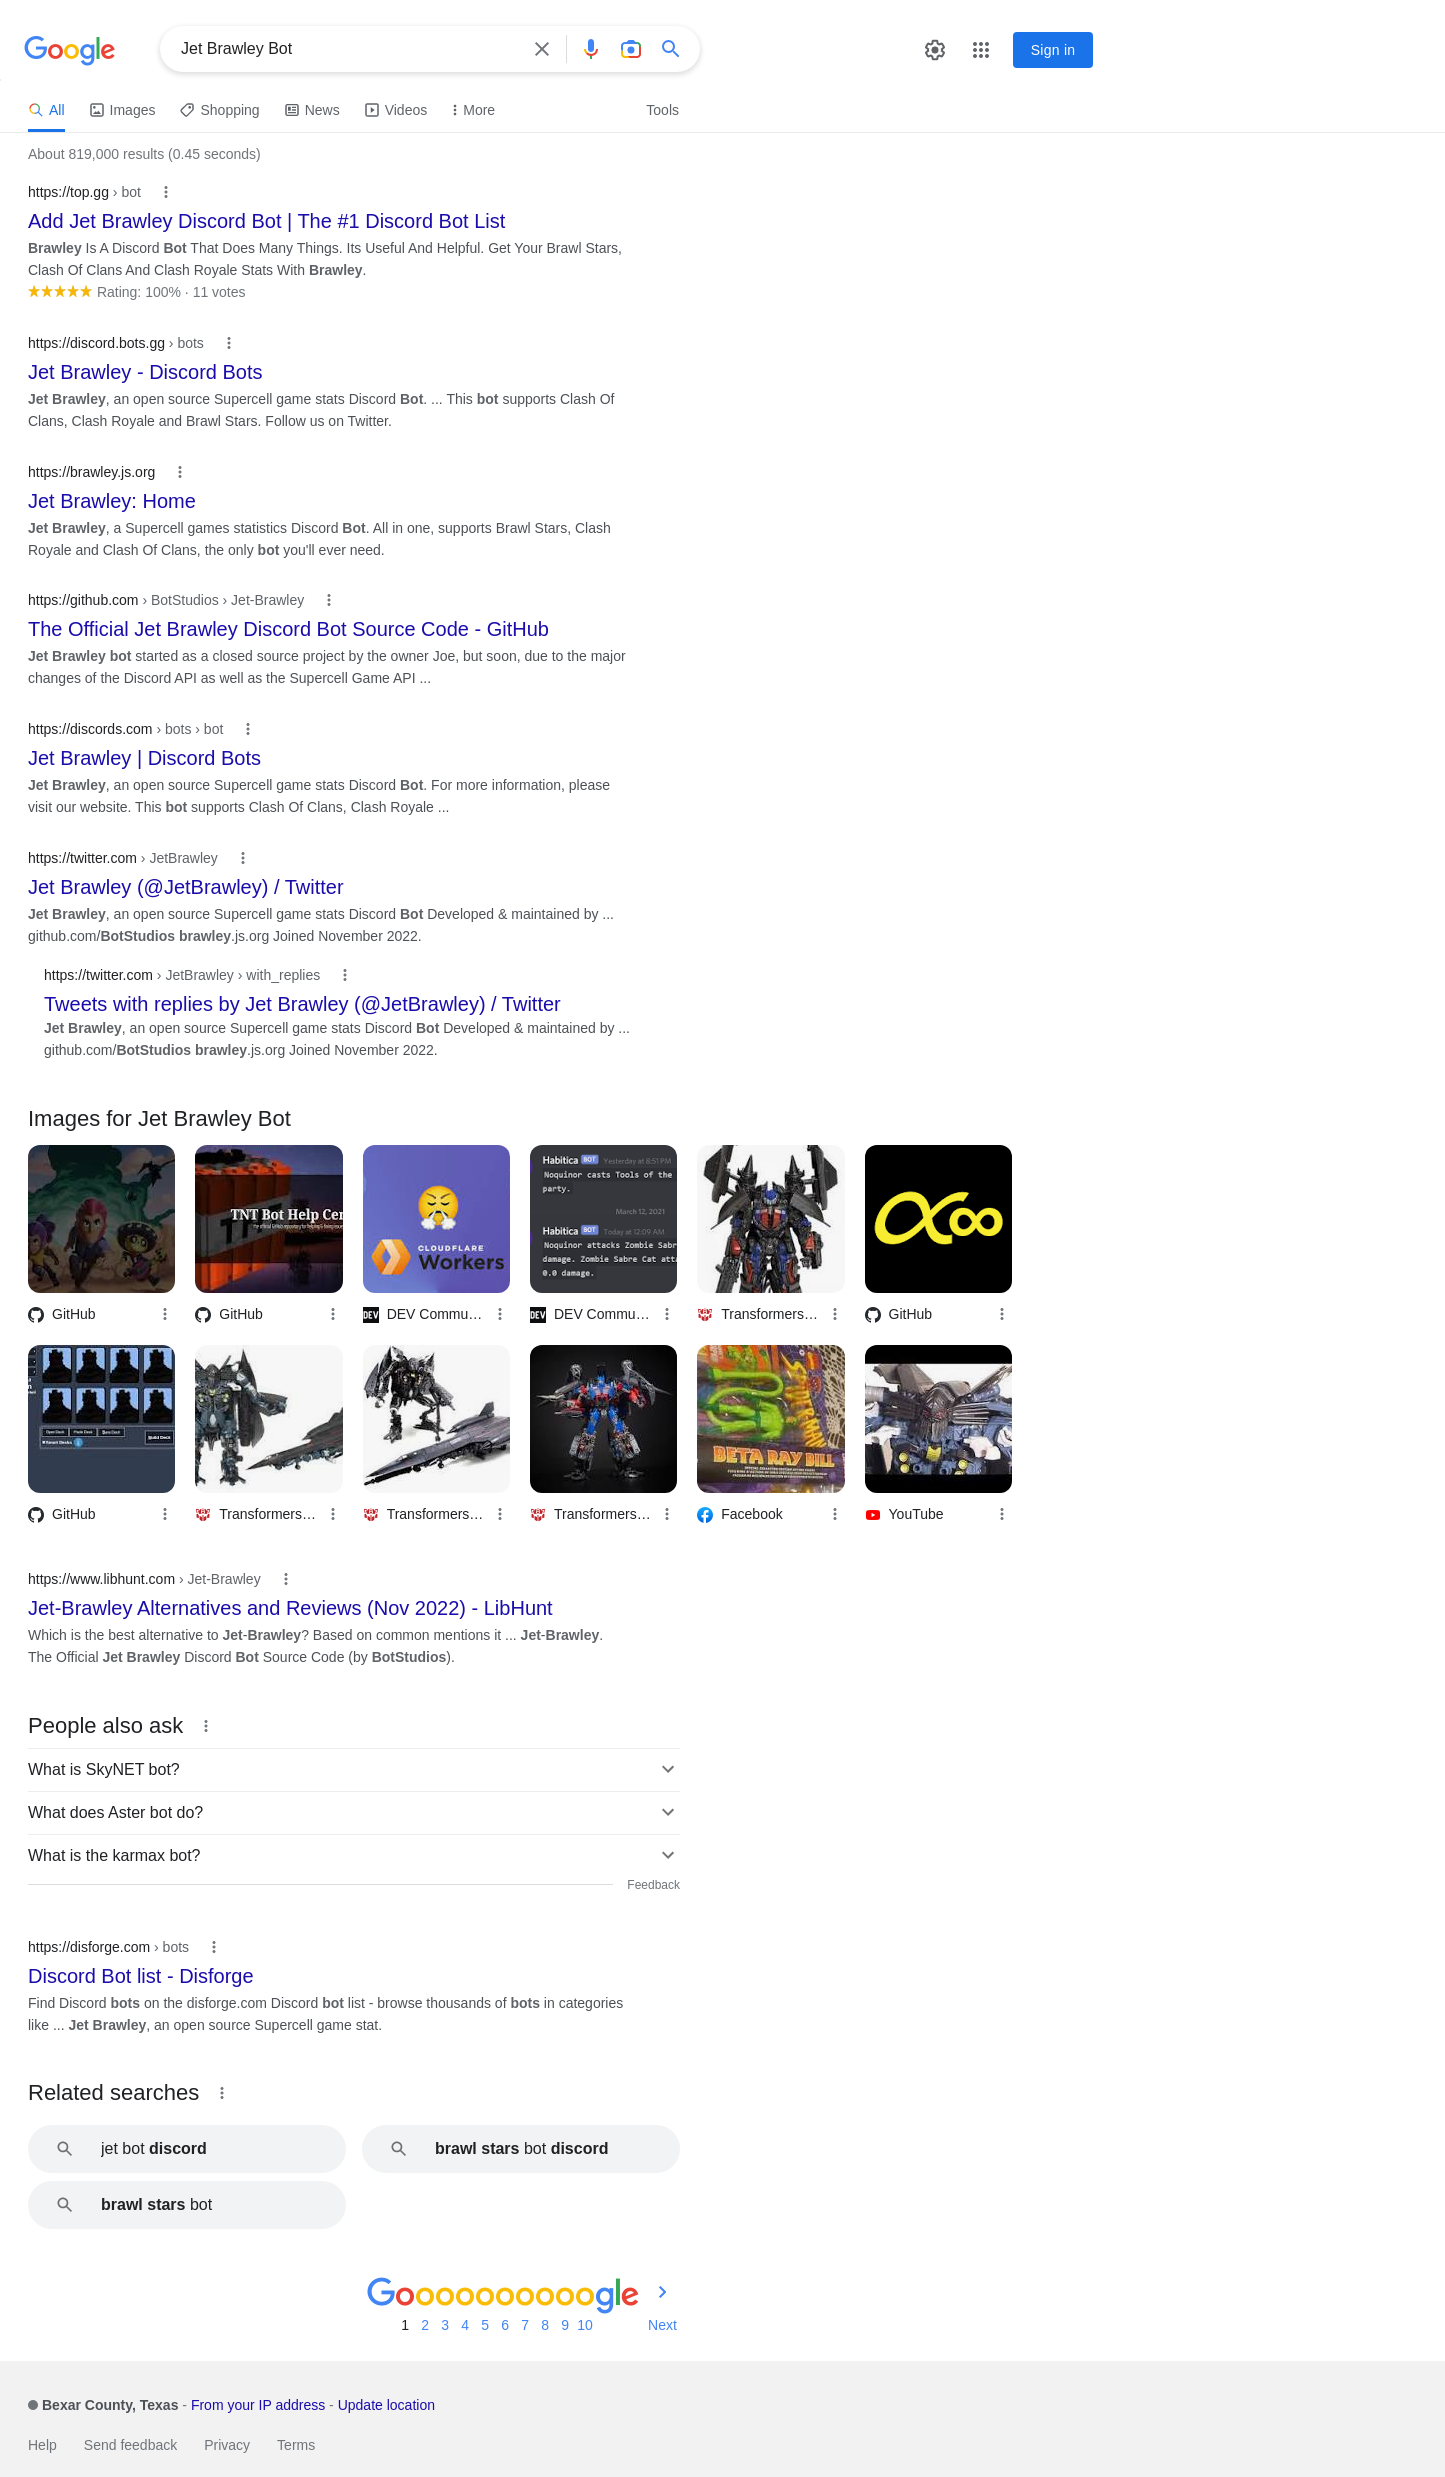 Google
Jet Brawley Bot
Sign in
All
Images
Shopping
News
Videos
More
Tools
About 819,000 results (0.45 seconds)
https://top.gg › bot
Add Jet Brawley Discord Bot | The #1 Discord Bot List
Brawley Is A Discord Bot That Does Many Things. Its Useful And Helpful. Get Your Brawl Stars,
Clash Of Clans And Clash Royale Stats With Brawley.
Rating: 100% · 11 votes
https://discord.bots.gg › bots
Jet Brawley - Discord Bots
Jet Brawley, an open source Supercell game stats Discord Bot. ... This bot supports Clash Of
Clans, Clash Royale and Brawl Stars. Follow us on Twitter.
https://brawley.js.org
Jet Brawley: Home
Jet Brawley, a Supercell games statistics Discord Bot. All in one, supports Brawl Stars, Clash
Royale and Clash Of Clans, the only bot you'll ever need.
https://github.com › BotStudios › Jet-Brawley
The Official Jet Brawley Discord Bot Source Code - GitHub
Jet Brawley bot started as a closed source project by the owner Joe, but soon, due to the major
changes of the Discord API as well as the Supercell Game API ...
https://discords.com › bots › bot
Jet Brawley | Discord Bots
Jet Brawley, an open source Supercell game stats Discord Bot. For more information, please
visit our website. This bot supports Clash Of Clans, Clash Royale ...
https://twitter.com › JetBrawley
Jet Brawley (@JetBrawley) / Twitter
Jet Brawley, an open source Supercell game stats Discord Bot Developed & maintained by ...
github.com/BotStudios brawley.js.org Joined November 2022.
https://twitter.com › JetBrawley › with_replies
Tweets with replies by Jet Brawley (@JetBrawley) / Twitter
Jet Brawley, an open source Supercell game stats Discord Bot Developed & maintained by ...
github.com/BotStudios brawley.js.org Joined November 2022.
Images for Jet Brawley Bot
TNT Bot Help Cen
CLOUDFLARE
Workers
Habitica BOT Yesterday at 8:51 PM
Noquinor casts Tools of the
party.
March 12, 2021
Habitica BOT Today at 12:09 AM
Noquinor attacks Zombie Sabr
damage. Zombie Sabre Cat atta
0.0 damage.
GitHub
GitHub
DEV Commu...
DEV Commu...
Transformers...
GitHub
BETA RAY BILL
GitHub
Transformers...
Transformers...
Transformers...
Facebook
YouTube
https://www.libhunt.com › Jet-Brawley
Jet-Brawley Alternatives and Reviews (Nov 2022) - LibHunt
Which is the best alternative to Jet-Brawley? Based on common mentions it ... Jet-Brawley.
The Official Jet Brawley Discord Bot Source Code (by BotStudios).
People also ask
What is SkyNET bot?
What does Aster bot do?
What is the karmax bot?
Feedback
https://disforge.com › bots
Discord Bot list - Disforge
Find Discord bots on the disforge.com Discord bot list - browse thousands of bots in categories
like ... Jet Brawley, an open source Supercell game stat.
Related searches
jet bot discord
brawl stars bot discord
brawl stars bot
Goooooooooogle
1 2 3 4 5 6 7 8 9 10 Next
Bexar County, Texas - From your IP address - Update location
Help Send feedback Privacy Terms